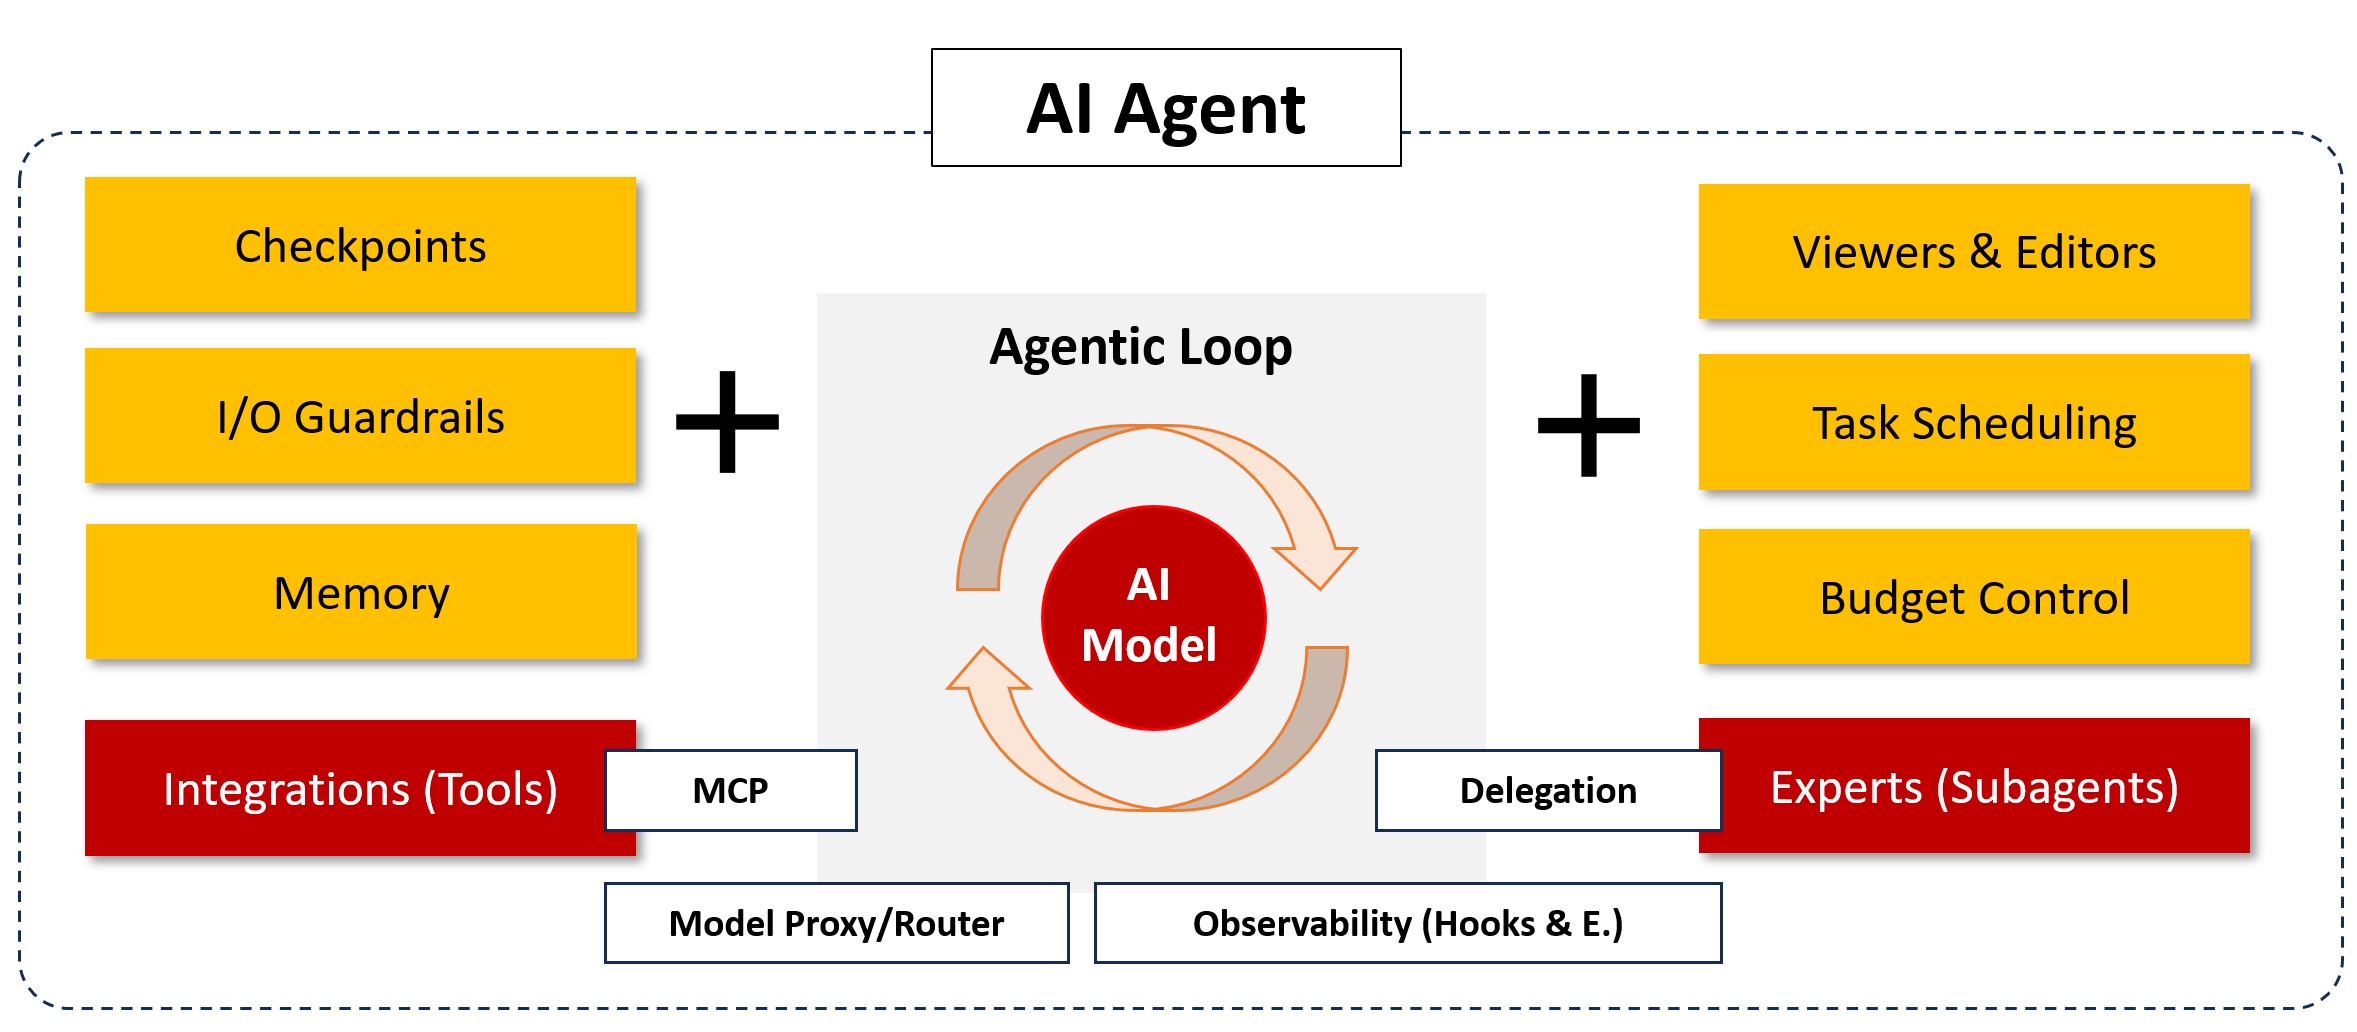 AI Agent
Checkpoints
I/O Guardrails
Memory
Integrations (Tools)
MCP
Agentic Loop
AI
Model
Viewers & Editors
Task Scheduling
Budget Control
Delegation
Experts (Subagents)
Model Proxy/Router
Observability (Hooks & E.)